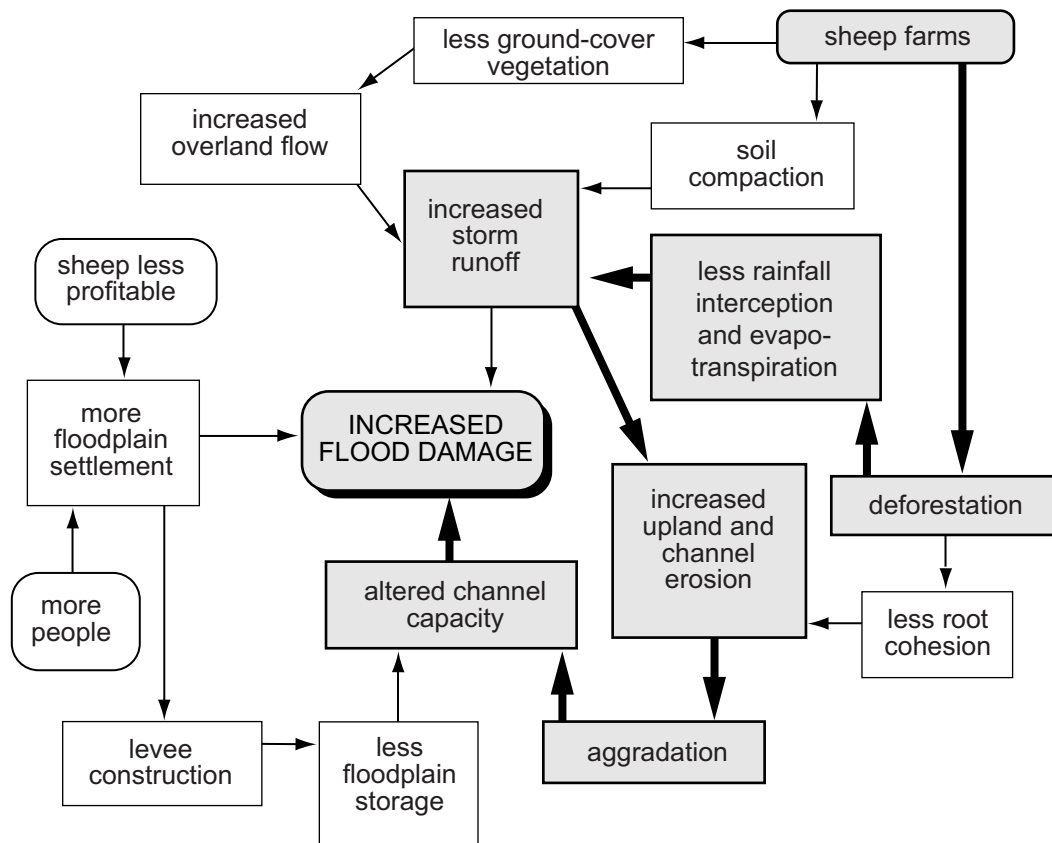 less ground-cover
vegetation
sheep farms
increased
overland flow
soil
compaction
increased
storm
runoff
less rainfall
interception
and evapo-
transpiration
sheep less
profitable
more
floodplain
settlement
INCREASED
FLOOD DAMAGE
increased
upland and
channel
erosion
deforestation
more
people
altered channel
capacity
less root
cohesion
levee
construction
less
floodplain
storage
aggradation